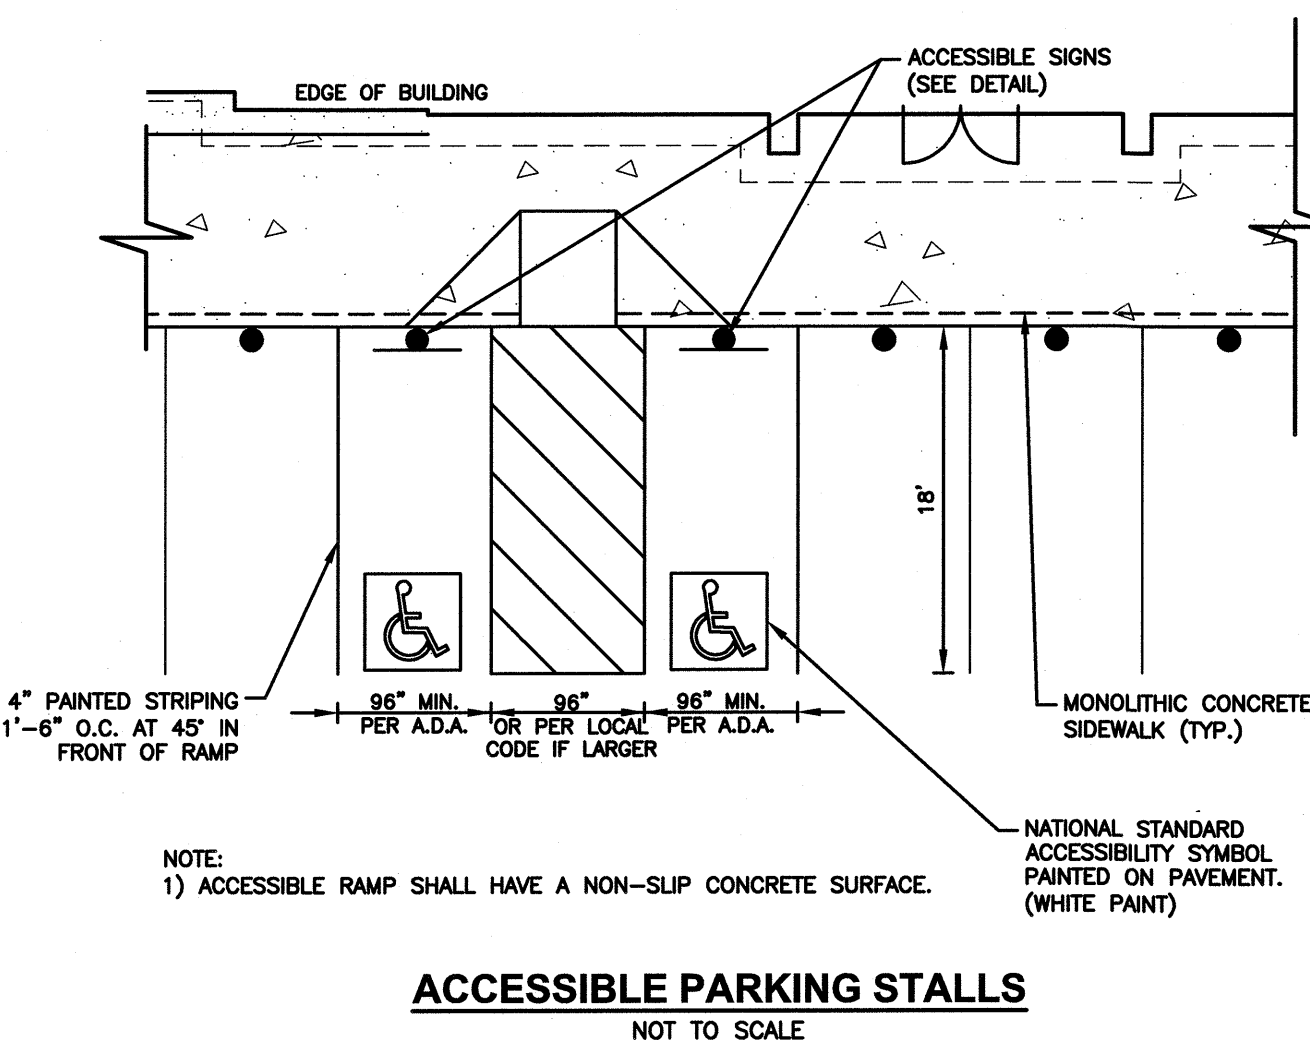 ACCESSIBLE SIGNS
(SEE DETAIL)
EDGE OF BUILDING
18'
4" PAINTED STRIPING
1'-6" O.C. AT 45° IN
FRONT OF RAMP
96" MIN.
PER A.D.A.
96"
OR PER LOCAL
CODE IF LARGER
96" MIN.
PER A.D.A.
MONOLITHIC CONCRETE
SIDEWALK (TYP.)
NATIONAL STANDARD
ACCESSIBILITY SYMBOL
PAINTED ON PAVEMENT.
(WHITE PAINT)
NOTE:
1) ACCESSIBLE RAMP SHALL HAVE A NON-SLIP CONCRETE SURFACE.
ACCESSIBLE PARKING STALLS
NOT TO SCALE